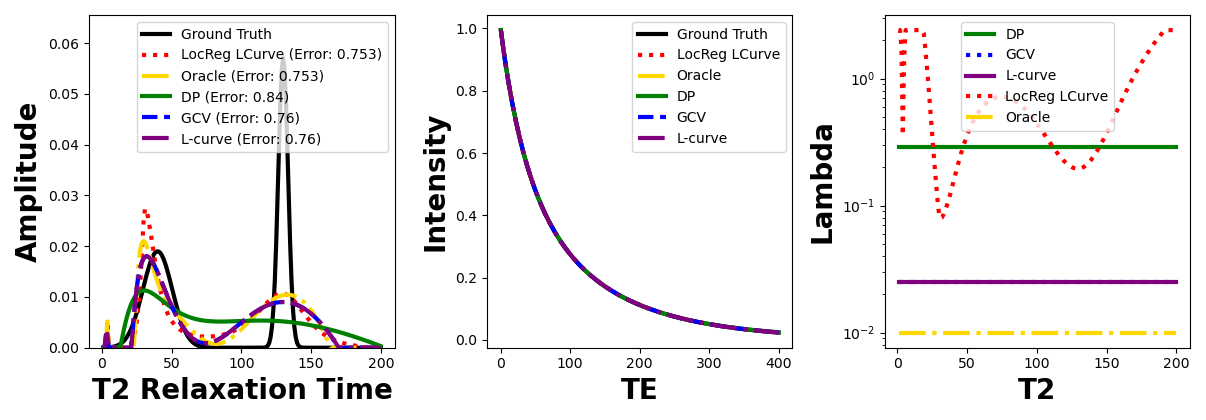 Amplitude
0.06
0.05
0.04
0.03
0.02
0.01
0.00
Ground Truth
LocReg LCurve (Error: 0.753)
Oracle (Error: 0.753)
DP (Error: 0.84)
GCV (Error: 0.76)
L-curve (Error: 0.76)
0 50 100 150 200
T2 Relaxation Time
Intensity
1.0
0.8
0.6
0.4
0.2
0.0
Ground Truth
LocReg LCurve
Oracle
DP
GCV
L-curve
0 100 200 300 400
TE
Lambda
10⁰
10⁻¹
10⁻²
DP
GCV
L-curve
LocReg LCurve
Oracle
0 50 100 150 200
T2